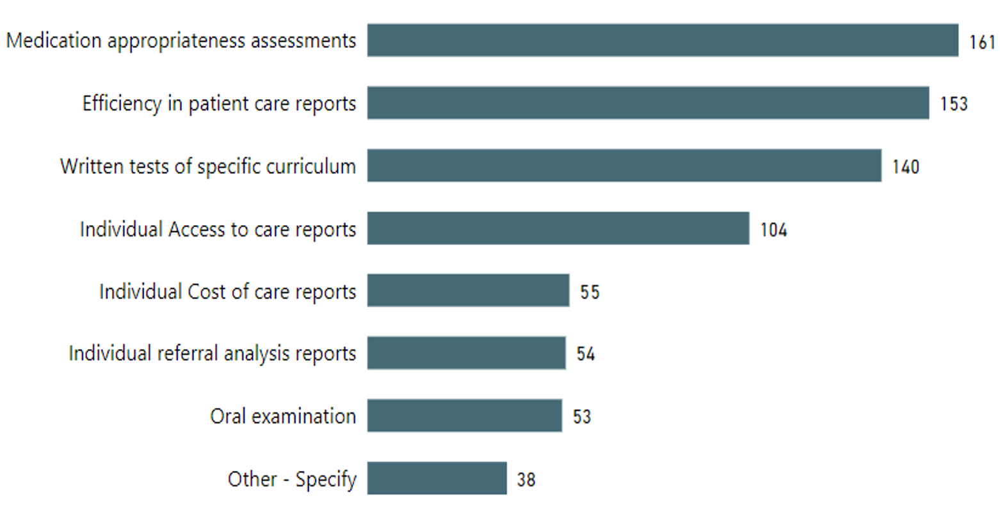 Medication appropriateness assessments 161
Efficiency in patient care reports 153
Written tests of specific curriculum 140
Individual Access to care reports 104
Individual Cost of care reports 55
Individual referral analysis reports 54
Oral examination 53
Other - Specify 38